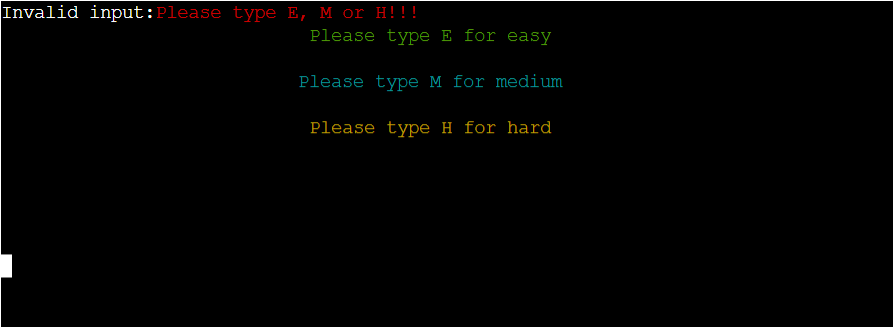 Invalid input:Please type E, M or H!!!
Please type E for easy
Please type M for medium
Please type H for hard